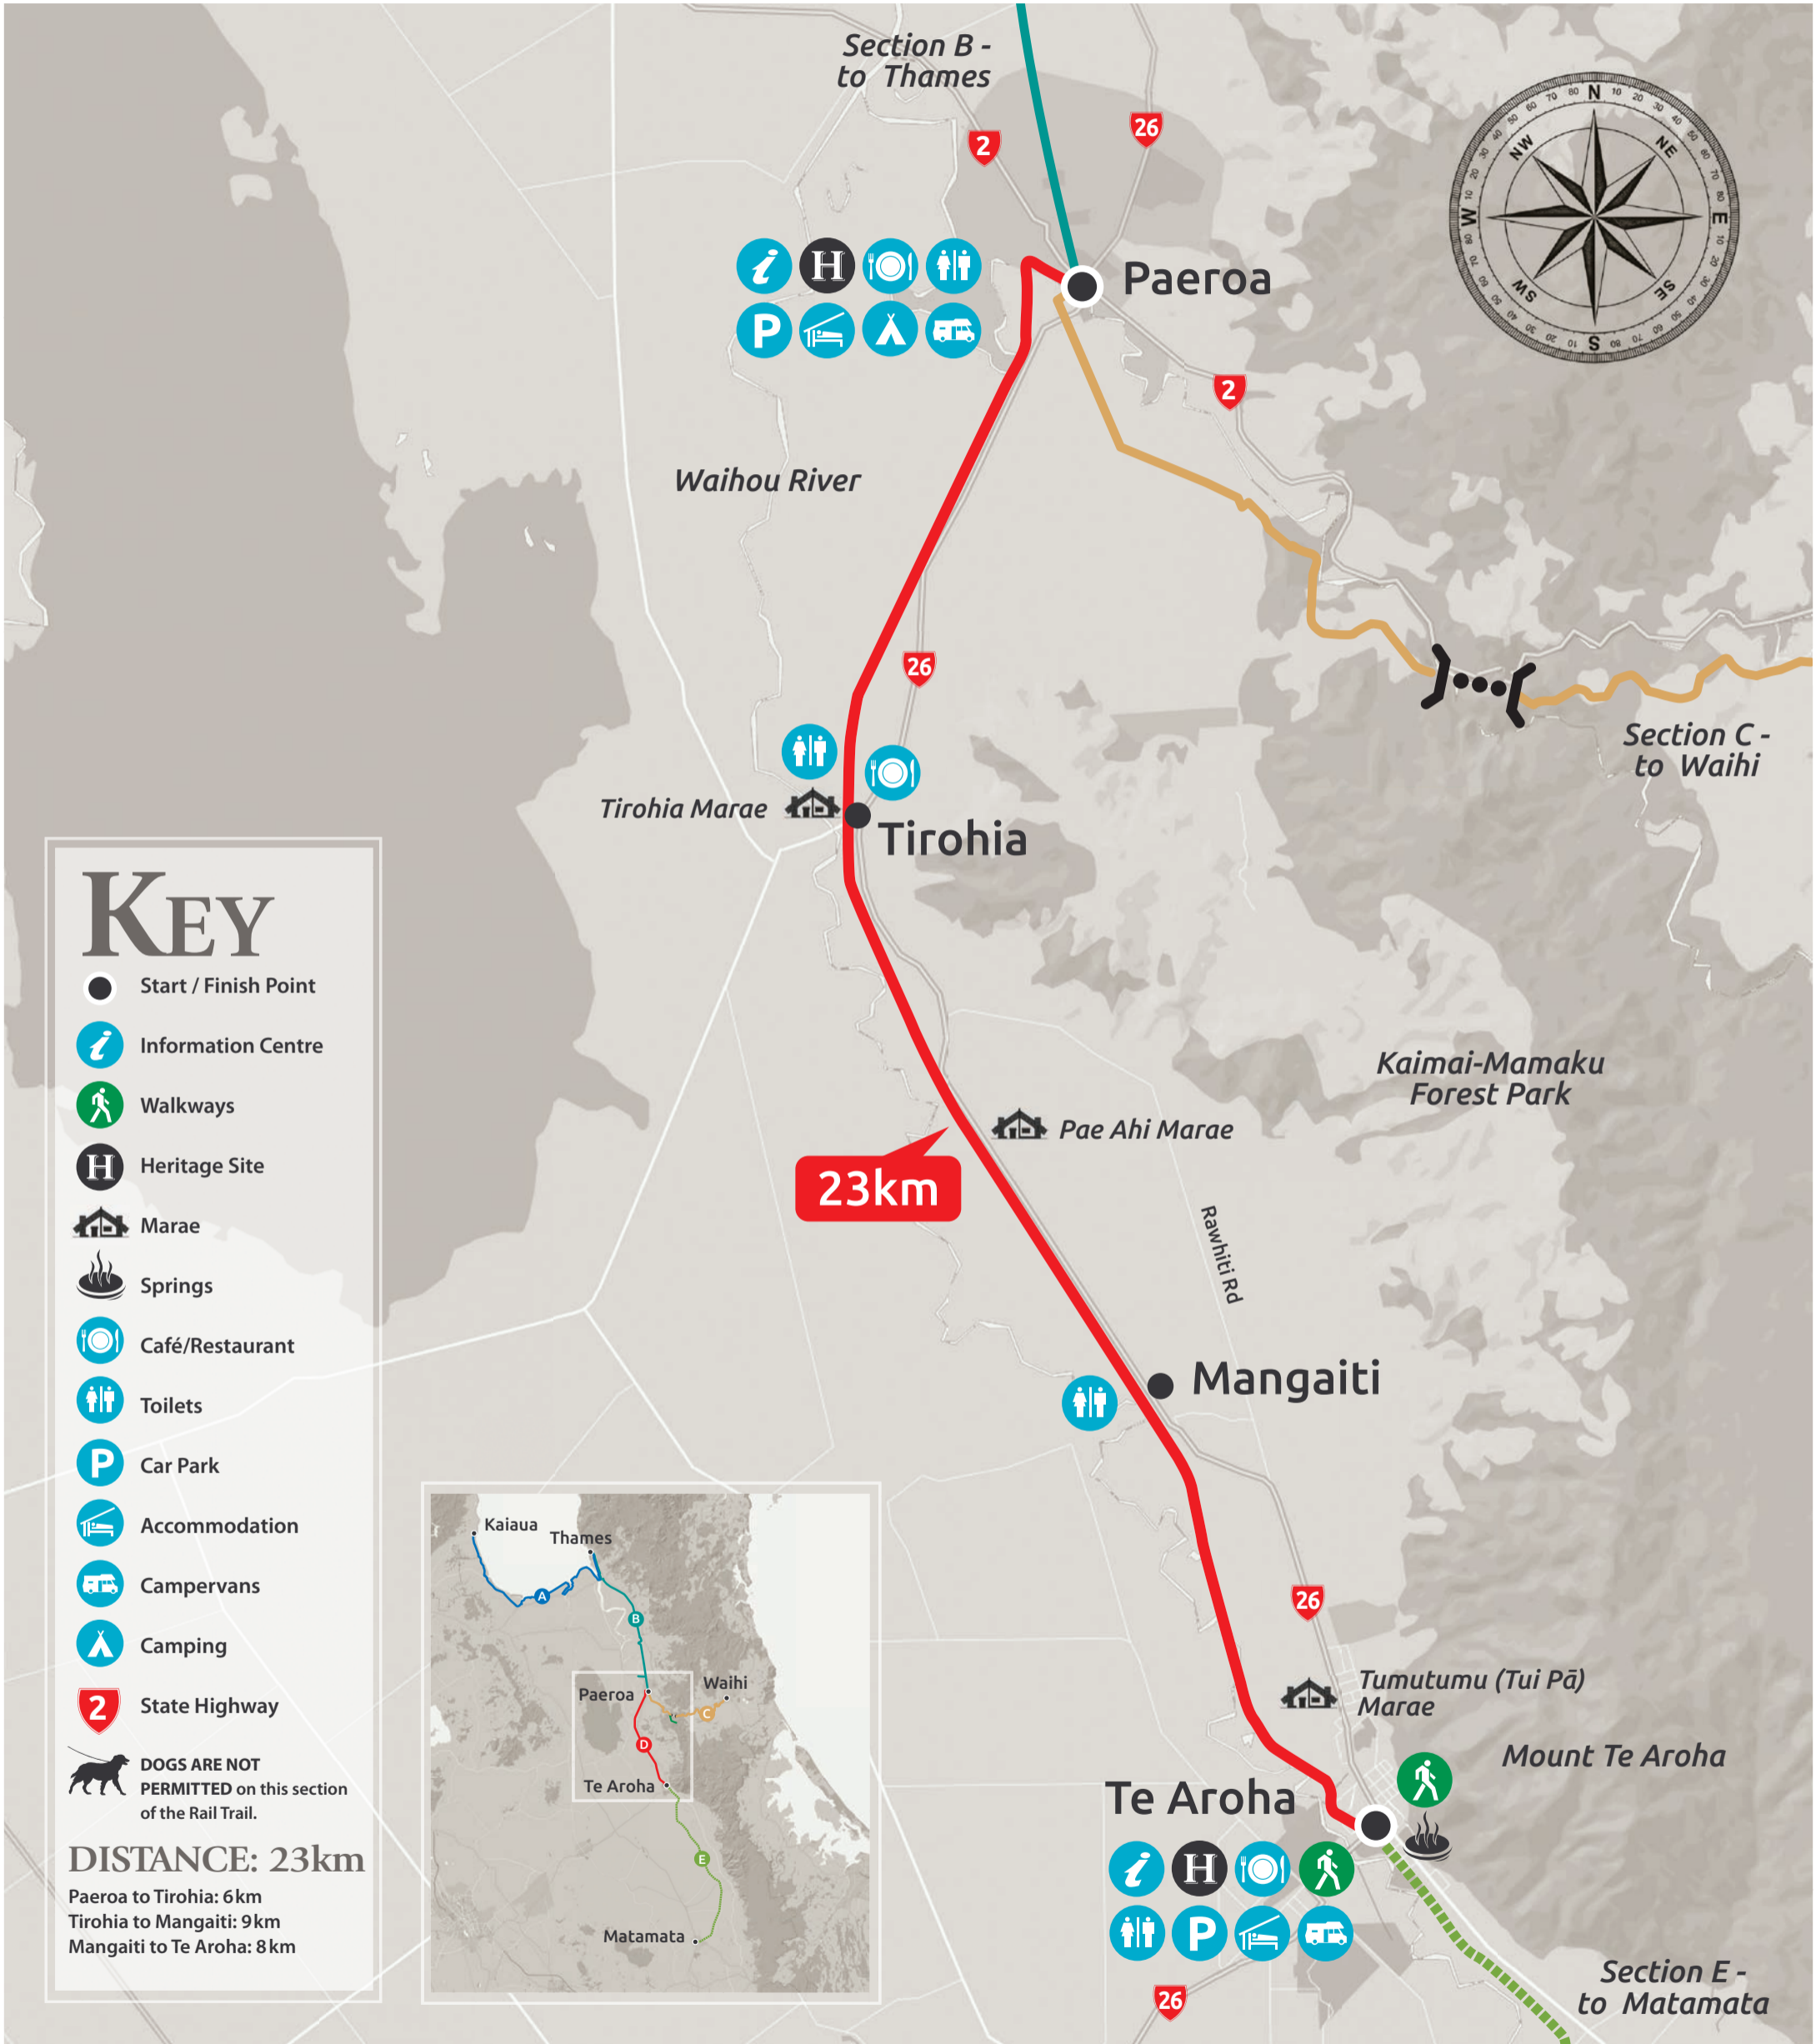 Section B -
to Thames
2
26
N
NE
E
SE
S
SW
W
NW
Paeroa
P
2
Waihou River
26
Section C -
to Waihi
Tirohia Marae
Tirohia
Kaimai-Mamaku
Forest Park
Pae Ahi Marae
23km
Rawhiti Rd
Mangaiti
26
Tumutumu (Tui Pā)
Marae
Mount Te Aroha
Te Aroha
i H
P
26
Section E -
to Matamata
KEY
Start / Finish Point
i Information Centre
Walkways
H Heritage Site
Marae
Springs
Café/Restaurant
Toilets
P Car Park
Accommodation
Campervans
Camping
2 State Highway
DOGS ARE NOT
PERMITTED on this section
of the Rail Trail.
DISTANCE: 23km
Paeroa to Tirohia: 6km
Tirohia to Mangaiti: 9km
Mangaiti to Te Aroha: 8km
Kaiaua
Thames
A
B
Paeroa
Waihi
C
D
Te Aroha
E
Matamata